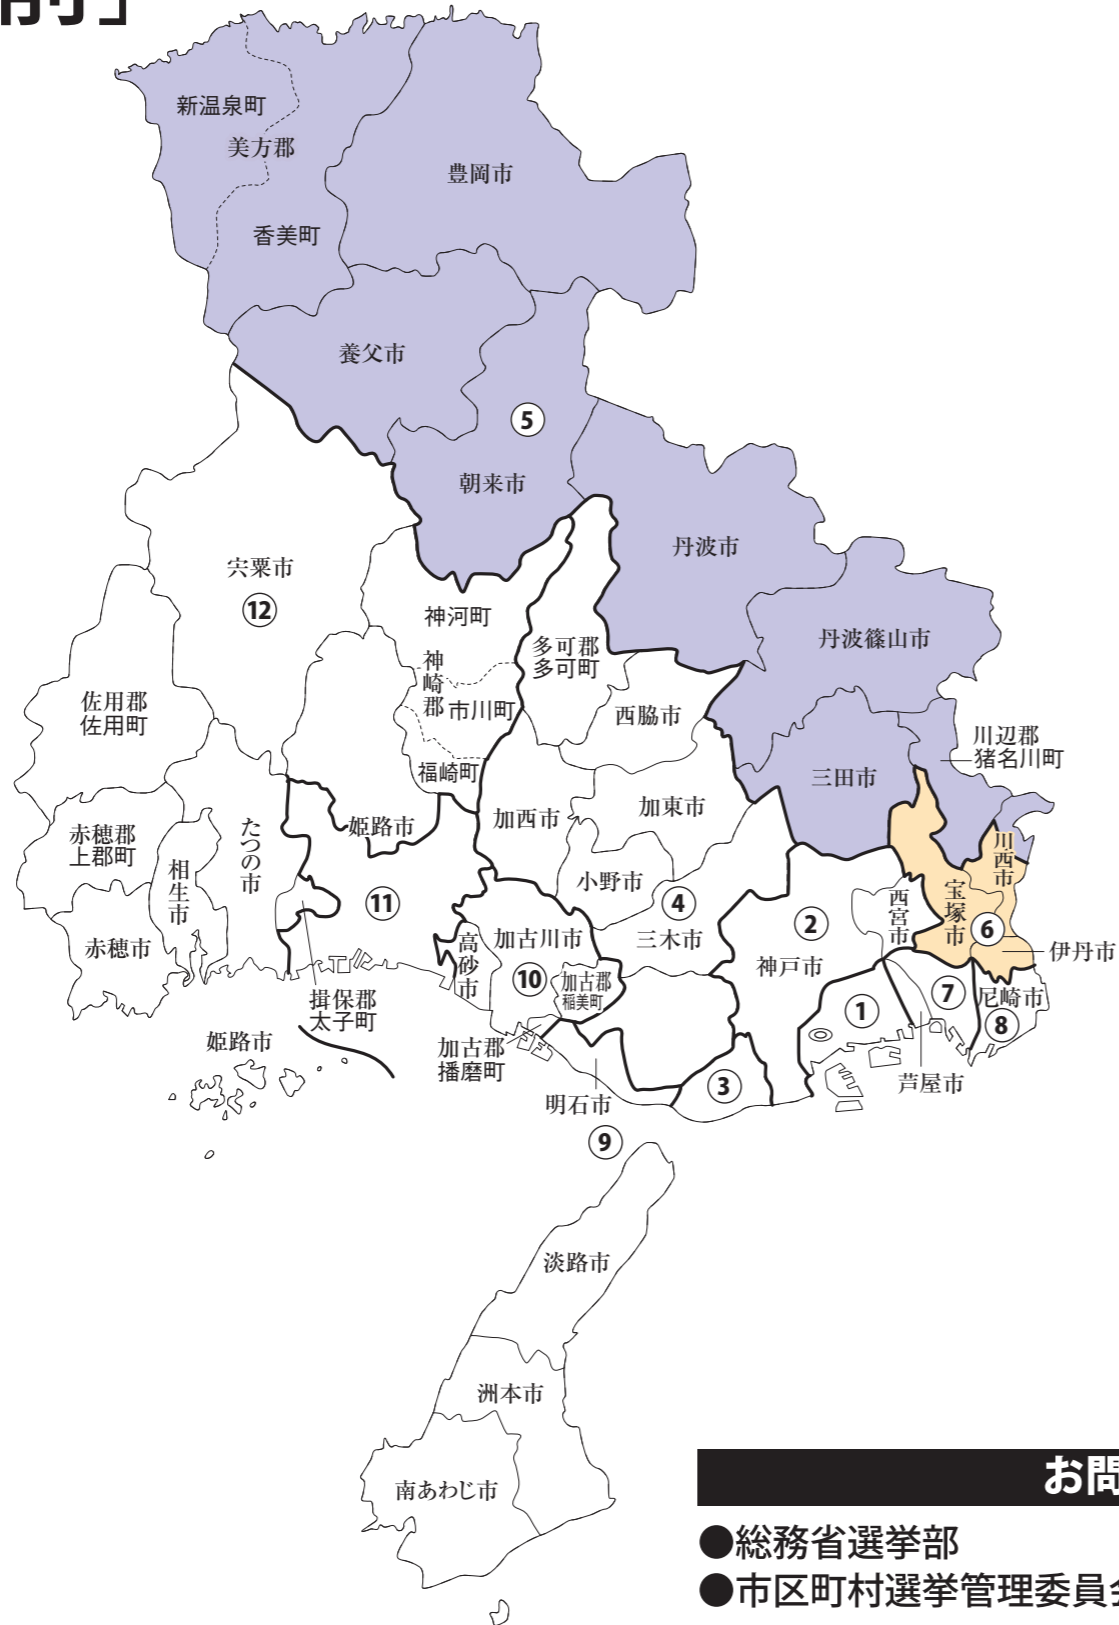 前」
新温泉町
美方郡
香美町
豊岡市
養父市
⑤
朝来市
丹波市
丹波篠山市
宍粟市
⑫
神河町
神崎郡
市川町
福崎町
多可郡
多可町
西脇市
佐用郡
佐用町
川辺郡
猪名川町
三田市
赤穂郡
上郡町
相生市
たつの市
姫路市
加西市
加東市
小野市
④
三木市
川西市
宝塚市
⑥
伊丹市
西宮市
②
神戸市
赤穂市
⑪
高砂市
加古川市
⑩
加古郡
稲美町
揖保郡
太子町
姫路市
加古郡
播磨町
①
⑦
尼崎市
⑧
芦屋市
③
明石市
⑨
淡路市
洲本市
南あわじ市
お問
●総務省選挙部
●市区町村選挙管理委員会